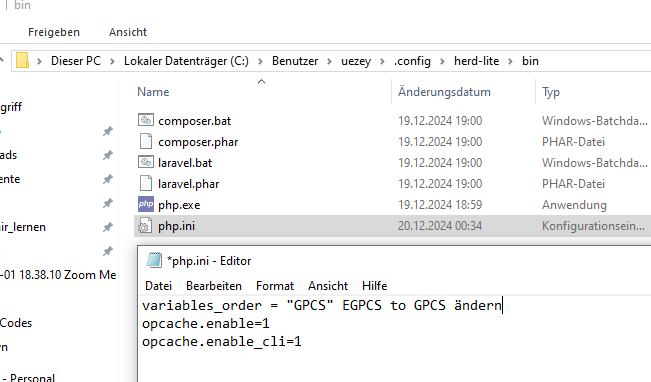 bin
Freigeben Ansicht
Dieser PC Lokaler Datenträger (C:) Benutzer uezey .config herd-lite bin
Name Änderungsdatum Typ
griff
composer.bat 19.12.2024 19:00 Windows-Batchda...
composer.phar 19.12.2024 19:00 PHAR-Datei
ads laravel.bat 19.12.2024 19:00 Windows-Batchda...
ente laravel.phar 19.12.2024 19:00 PHAR-Datei
php php.exe 19.12.2024 18:59 Anwendung
ir_lernen php.ini 20.12.2024 00:34 Konfigurationsein...
*php.ini - Editor
-01 18.38.10 Zoom Me
Datei Bearbeiten Format Ansicht Hilfe
variables_order = "GPCS" EGPCS to GPCS ändern
Codes opcache.enable=1
opcache.enable_cli=1
- Personal